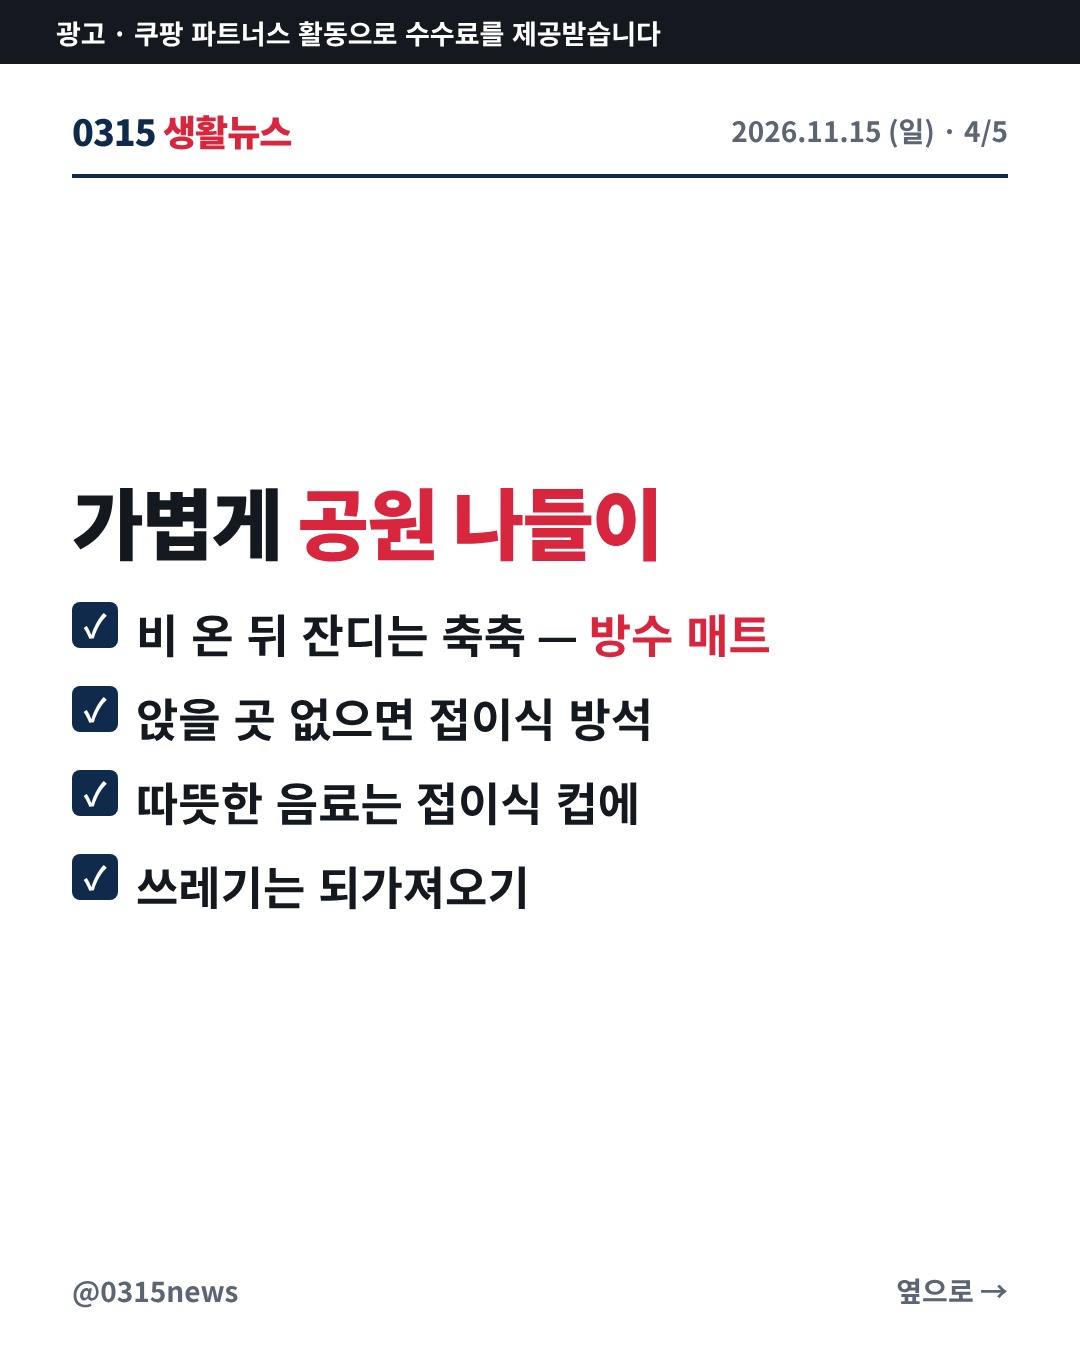 광고 · 쿠팡 파트너스 활동으로 수수료를 제공받습니다
0315 생활뉴스
2026.11.15 (일) · 4/5
가볍게 공원 나들이
✓ 비 온 뒤 잔디는 축축 — 방수 매트
✓ 앉을 곳 없으면 접이식 방석
✓ 따뜻한 음료는 접이식 컵에
✓ 쓰레기는 되가져오기
@0315news
옆으로 →